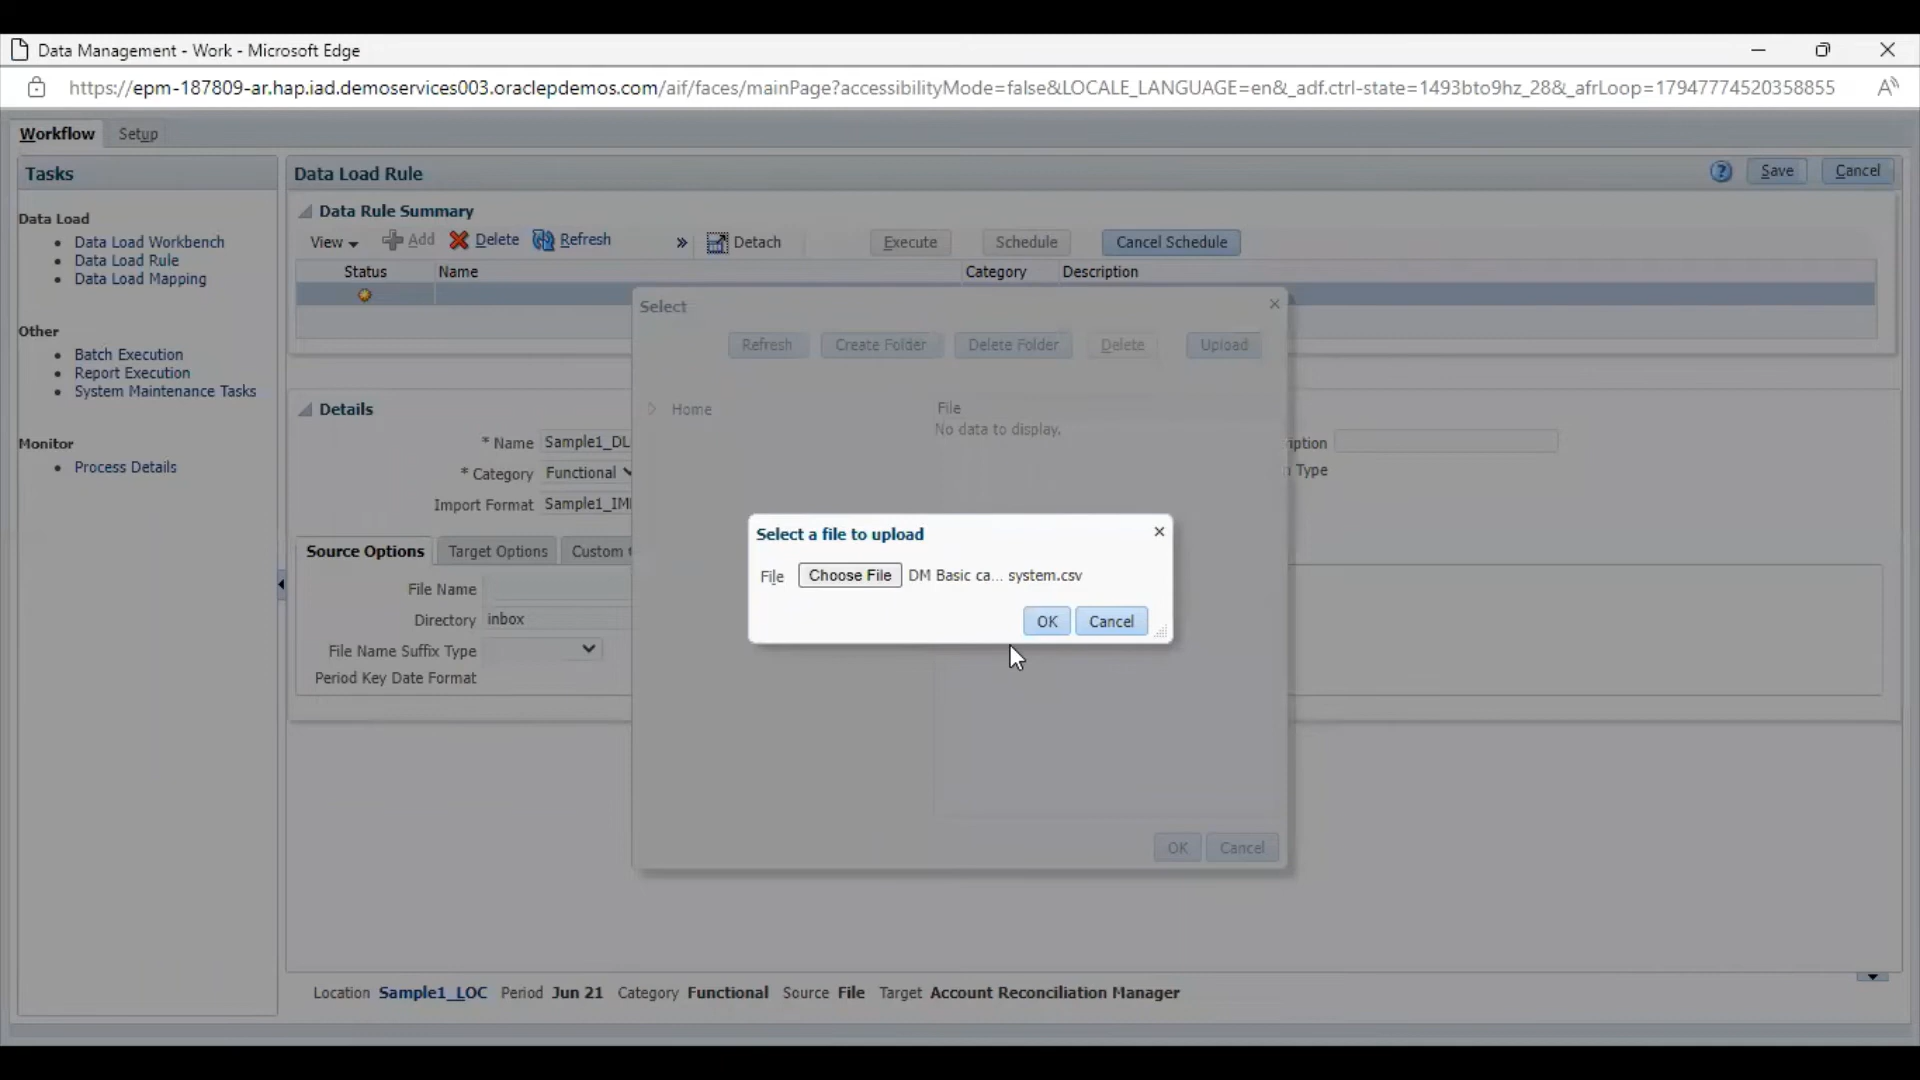 Data Management - Work - Microsoft Edge
https://epm-187809-ar.hap.iad.demoservices003.oraclepdemos.com/aif/faces/mainPage?accessibilityMode=false&LOCALE_LANGUAGE=en&_adf.ctrl-state=1493bto9hz_28&_afrLoop=17947774520358855
Workflow Setup
Tasks
Data Load
Data Load Workbench
Data Load Rule
Data Load Mapping
Other
Batch Execution
Report Execution
System Maintenance Tasks
Monitor
Process Details
Data Load Rule
? Save Cancel
Data Rule Summary
View Add Delete Refresh » Detach Execute Schedule Cancel Schedule
Status Name Category Description
Select
Refresh Create Folder Delete Folder Delete Upload
Home
File
No data to display.
Details
* Name Sample1_DL
* Category Functional
Import Format Sample1_IM
iption
Type
Source Options Target Options Custom
File Name
Directory inbox
File Name Suffix Type
Period Key Date Format
Select a file to upload
File Choose File DM Basic ca... system.csv
OK Cancel
OK Cancel
Location Sample1_LOC Period Jun 21 Category Functional Source File Target Account Reconciliation Manager